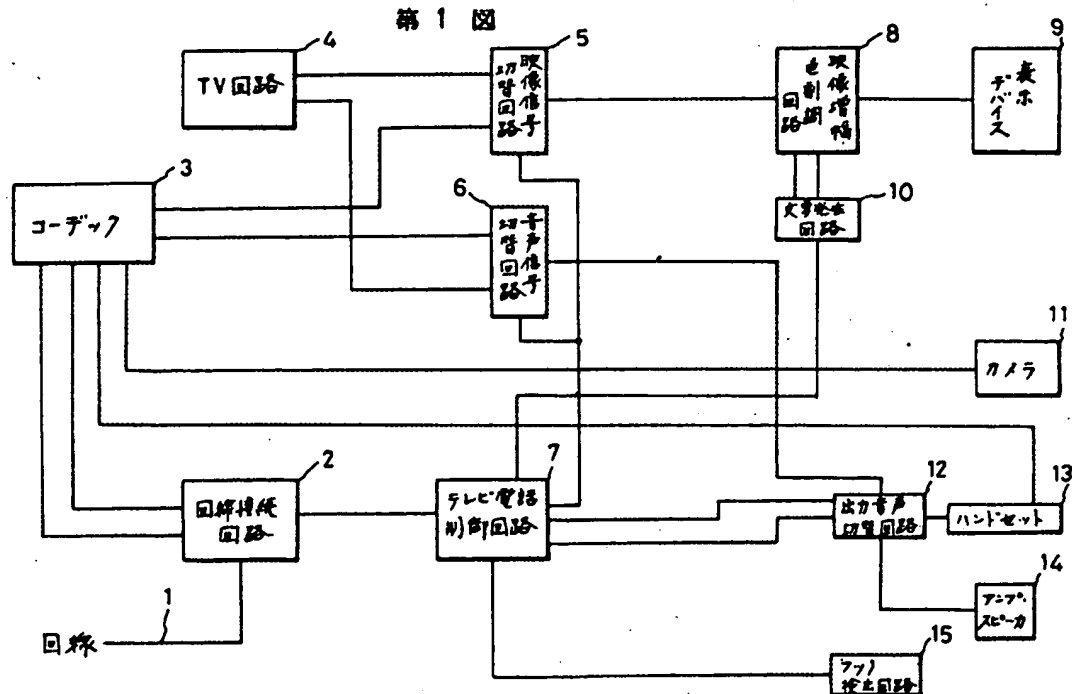 第 1 図
4
TV回路
5
映像信号
切替回路
8
映像増幅
色制御
回路
9
表示
デバイス
3
コーデック
6
音声信号
切替回路
10
文字発生
回路
11
カメラ
2
回線接続
回路
7
テレビ電話
制御回路
12
出力音声
切替回路
13
ハンドセット
1
回線
14
アンプ・
スピーカ
15
フック
検出回路